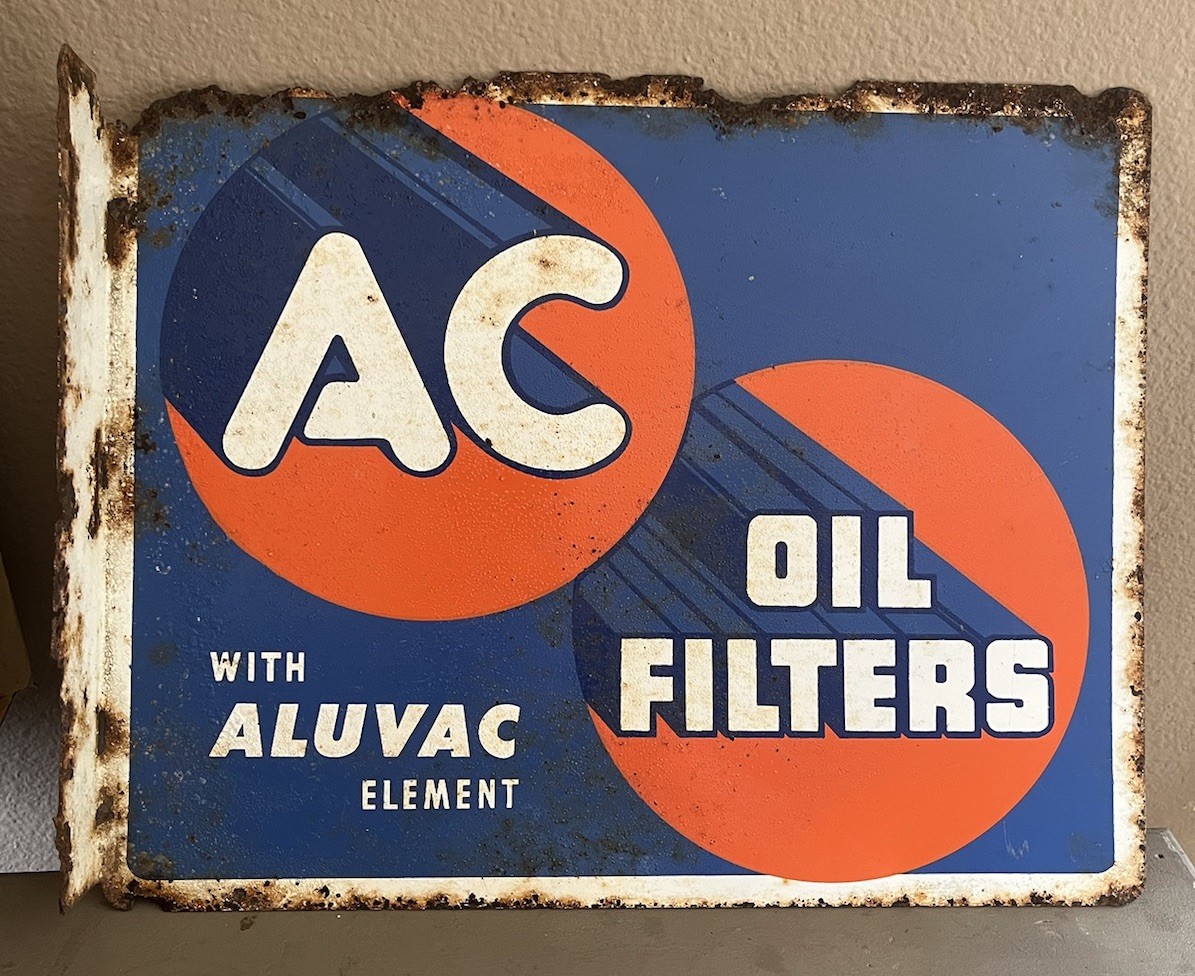 AC
OIL
FILTERS
WITH
ALUVAC
ELEMENT